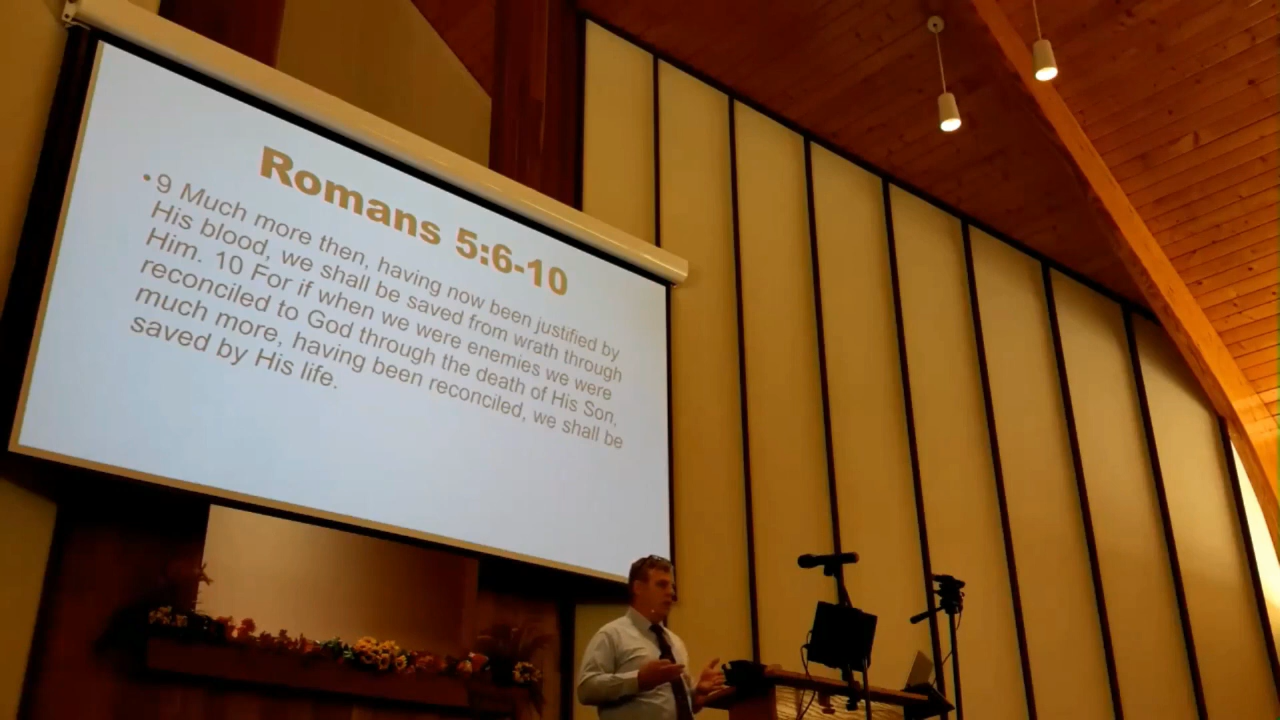 Romans 5:6-10
•9 Much more then, having now been justified by
His blood, we shall be saved from wrath through
Him. 10 For if when we were enemies we were
reconciled to God through the death of His Son,
much more, having been reconciled, we shall be
saved by His life.